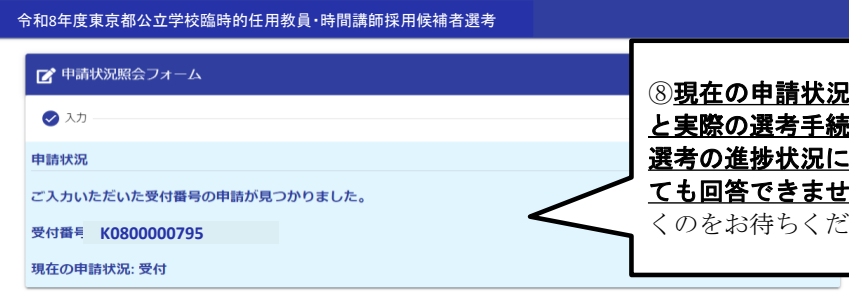 令和8年度東京都公立学校臨時的任用教員・時間講師採用候補者選考
申請状況照会フォーム
入力
申請状況
ご入力いただいた受付番号の申請が見つかりました。
受付番号 K0800000795
現在の申請状況: 受付
⑧現在の申請状況
と実際の選考手続
選考の進捗状況に
ても回答できませ
くのをお待ちくだ